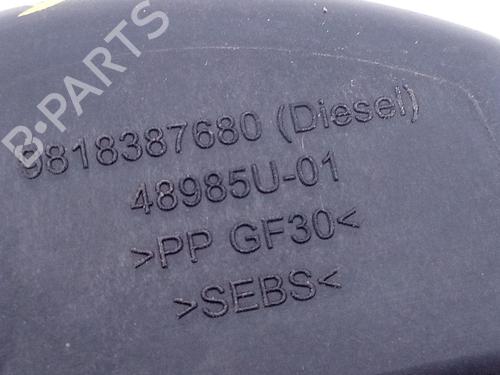 B-PARTS
9818387680 (Diesel)
48985U-01
>PP GF30<
>SEBS<